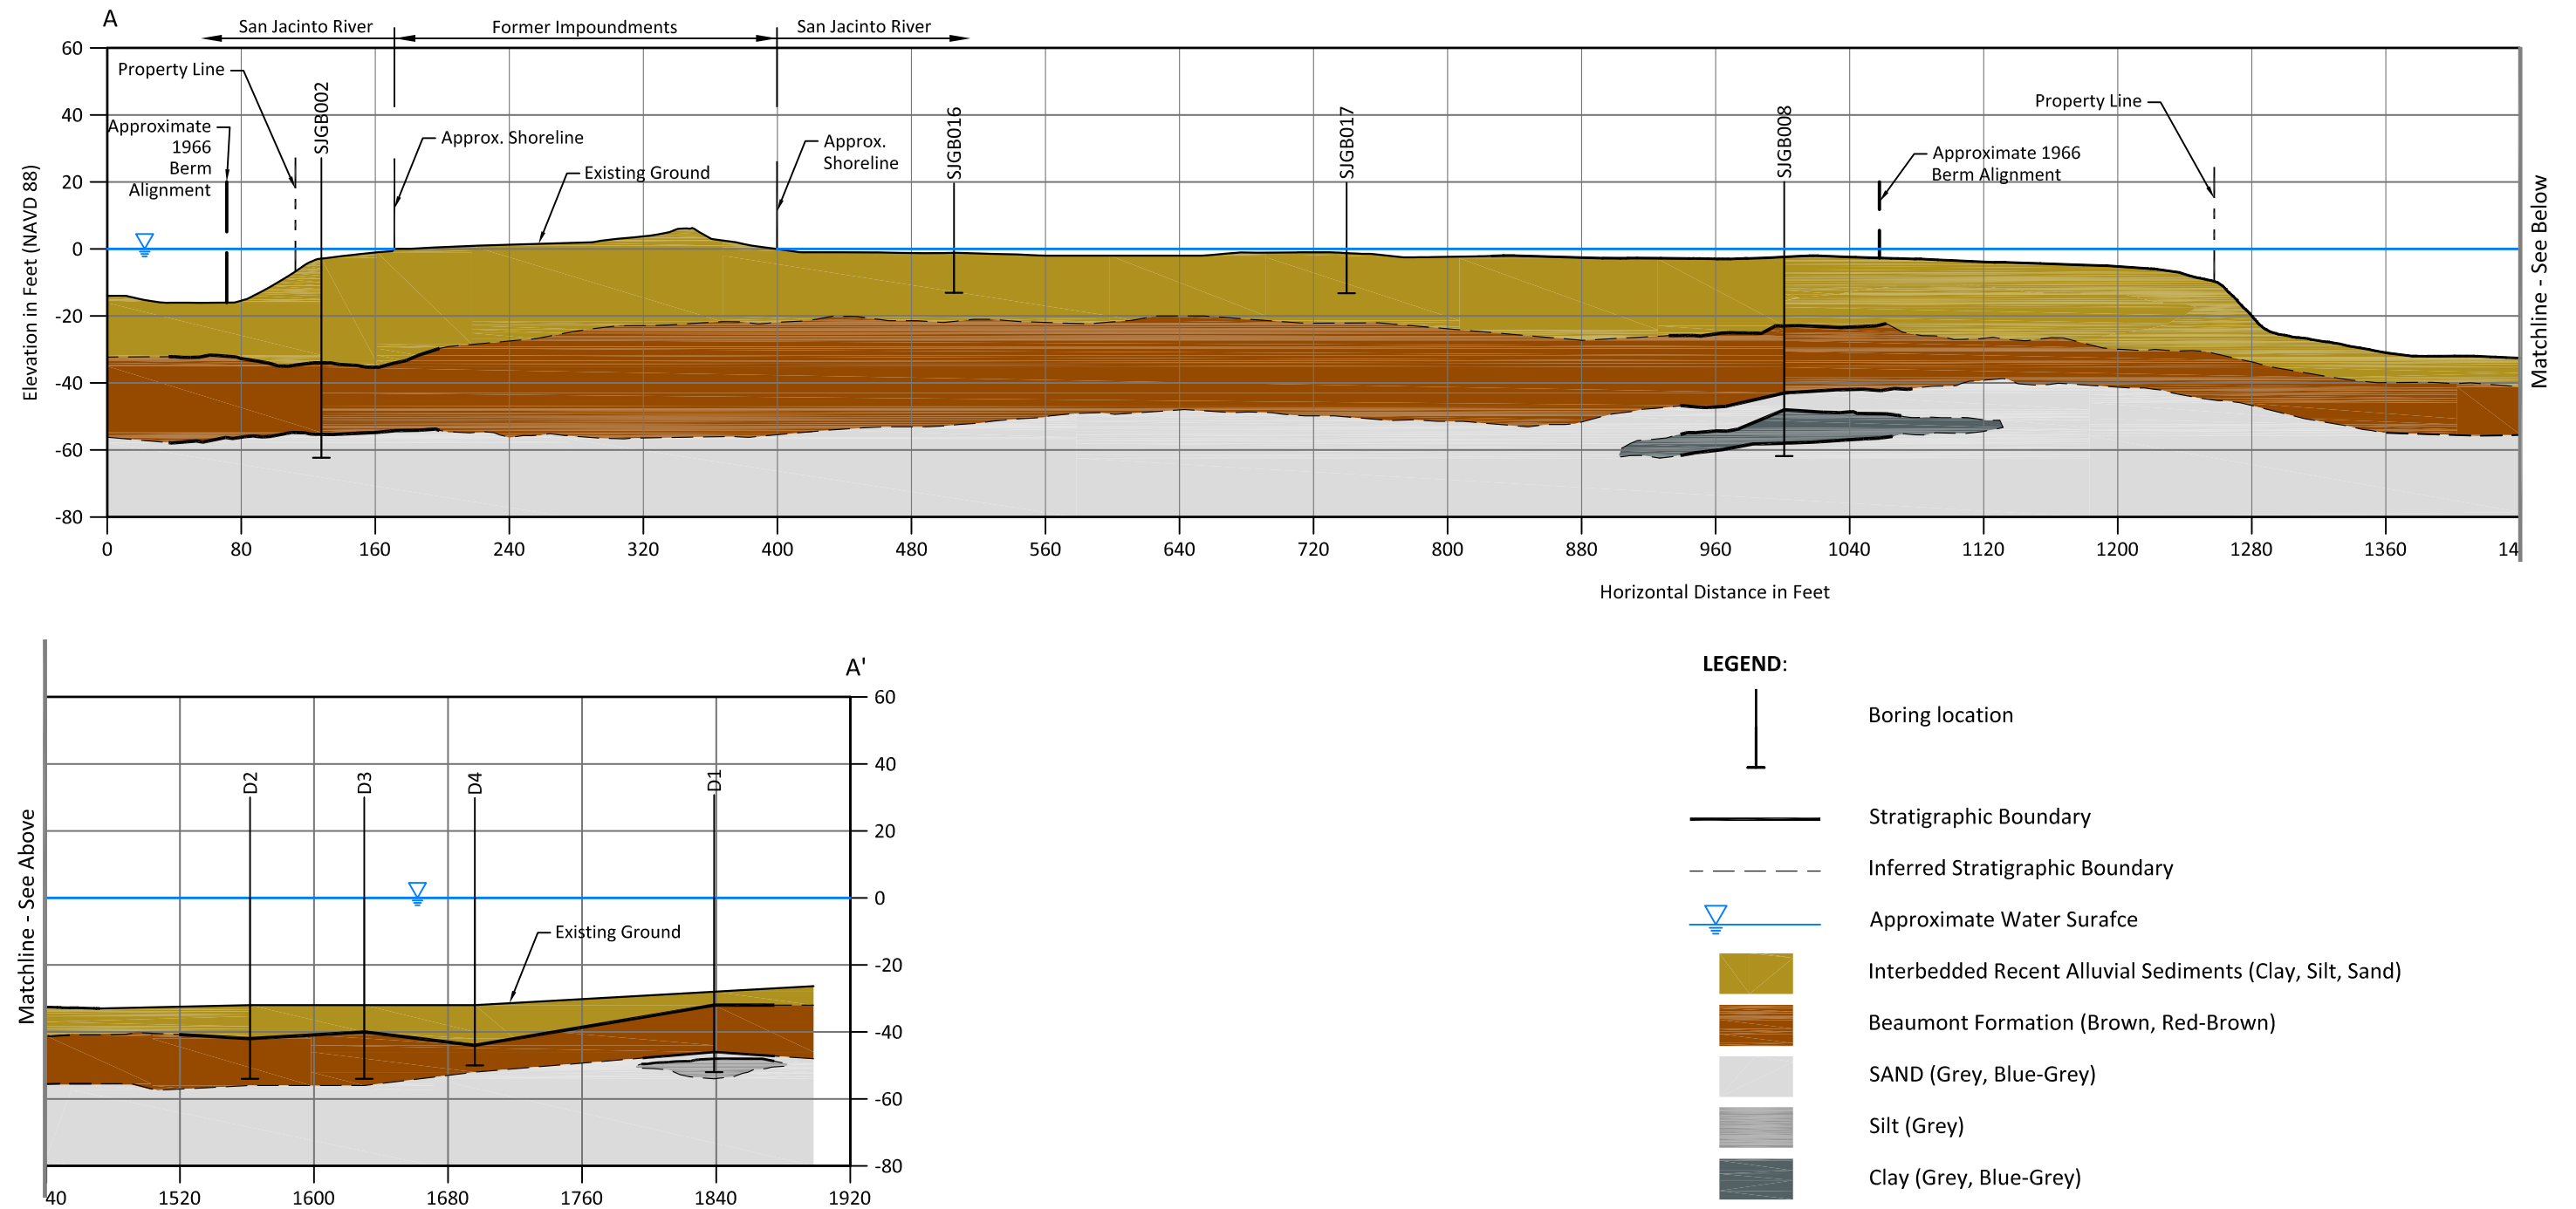 A
San Jacinto River
Former Impoundments
San Jacinto River
60
Property Line
SJGB002
Approximate
1966
Berm
Alignment
Approx. Shoreline
Existing Ground
Approx.
Shoreline
SJGB016
SJGB017
SJGB008
Approximate 1966
Berm Alignment
Property Line
40
20
0
-20
-40
-60
-80
Elevation in Feet (NAVD 88)
Matchline - See Below
0 80 160 240 320 400 480 560 640 720 800 880 960 1040 1120 1200 1280 1360 14
Horizontal Distance in Feet
A'
Matchline - See Above
D2
D3
D4
D1
Existing Ground
60
40
20
0
-20
-40
-60
-80
40 1520 1600 1680 1760 1840 1920
LEGEND:
Boring location
Stratigraphic Boundary
Inferred Stratigraphic Boundary
Approximate Water Surafce
Interbedded Recent Alluvial Sediments (Clay, Silt, Sand)
Beaumont Formation (Brown, Red-Brown)
SAND (Grey, Blue-Grey)
Silt (Grey)
Clay (Grey, Blue-Grey)